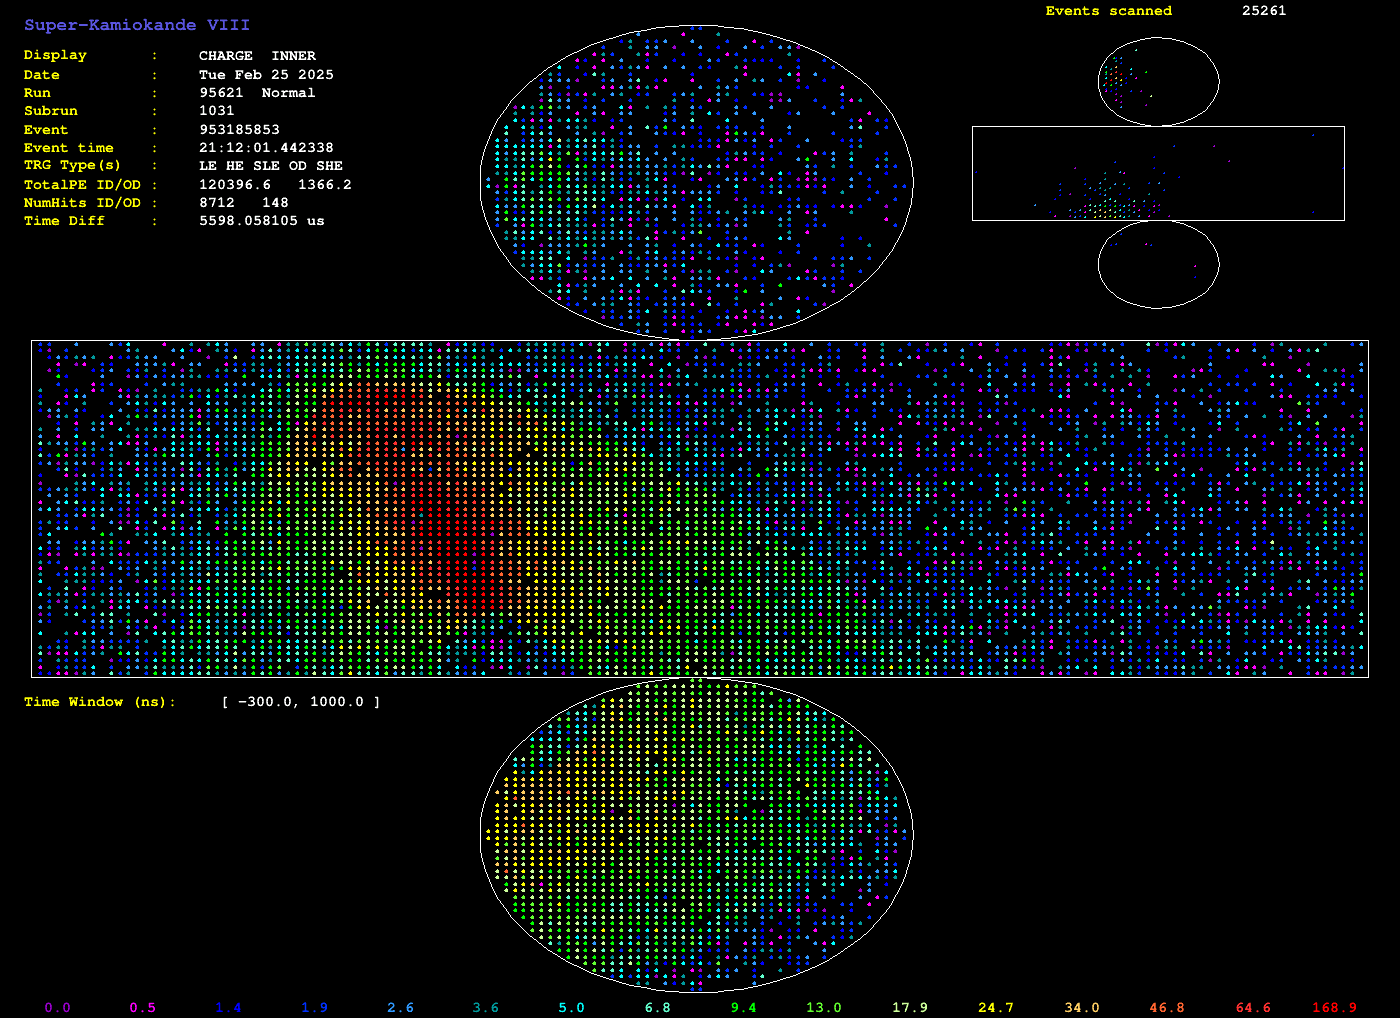 Super-Kamiokande VIII
Events scanned 25261
Display : CHARGE INNER
Date : Tue Feb 25 2025
Run : 95621 Normal
Subrun : 1031
Event : 953185853
Event time : 21:12:01.442338
TRG Type(s) : LE HE SLE OD SHE
TotalPE ID/OD : 120396.6 1366.2
NumHits ID/OD : 8712 148
Time Diff : 5598.058105 us
Time Window (ns): [ -300.0, 1000.0 ]
0.0 0.5 1.4 1.9 2.6 3.6 5.0 6.8 9.4 13.0 17.9 24.7 34.0 46.8 64.6 168.9